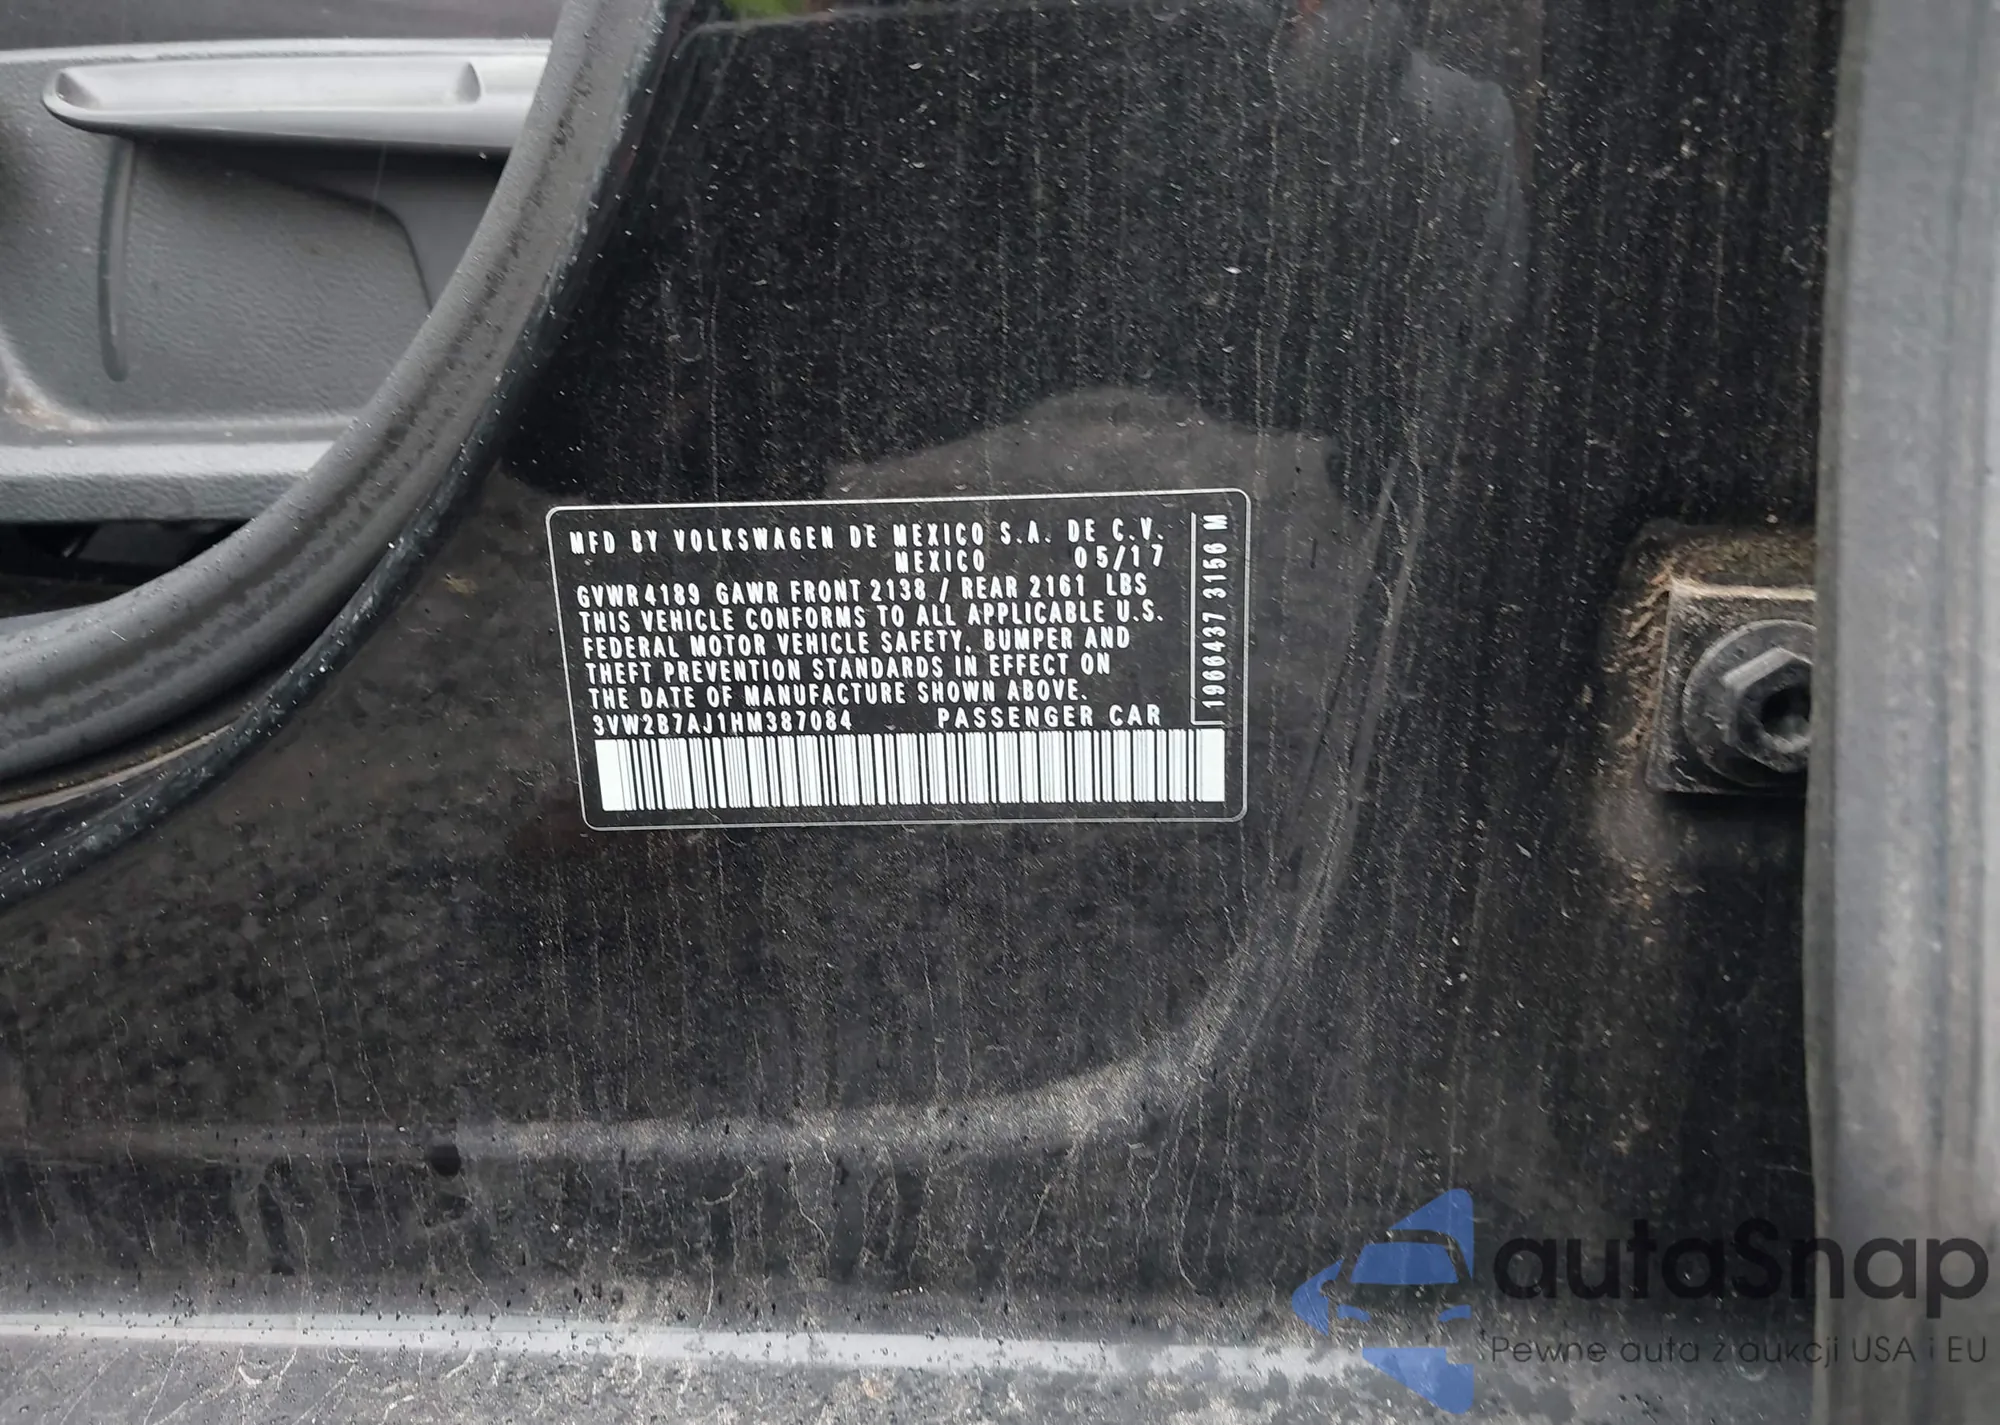 MFD BY VOLKSWAGEN DE MEXICO S.A. DE C.V.
MEXICO 05/17
GVWR 4189 GAWR FRONT 2138 / REAR 2161 LBS
THIS VEHICLE CONFORMS TO ALL APPLICABLE U.S.
FEDERAL MOTOR VEHICLE SAFETY, BUMPER AND
THEFT PREVENTION STANDARDS IN EFFECT ON
THE DATE OF MANUFACTURE SHOWN ABOVE.
3VW2B7AJ1HM387084 PASSENGER CAR
1966437 3156 M
autoSnap
Pewne auta z aukcji USA i EU